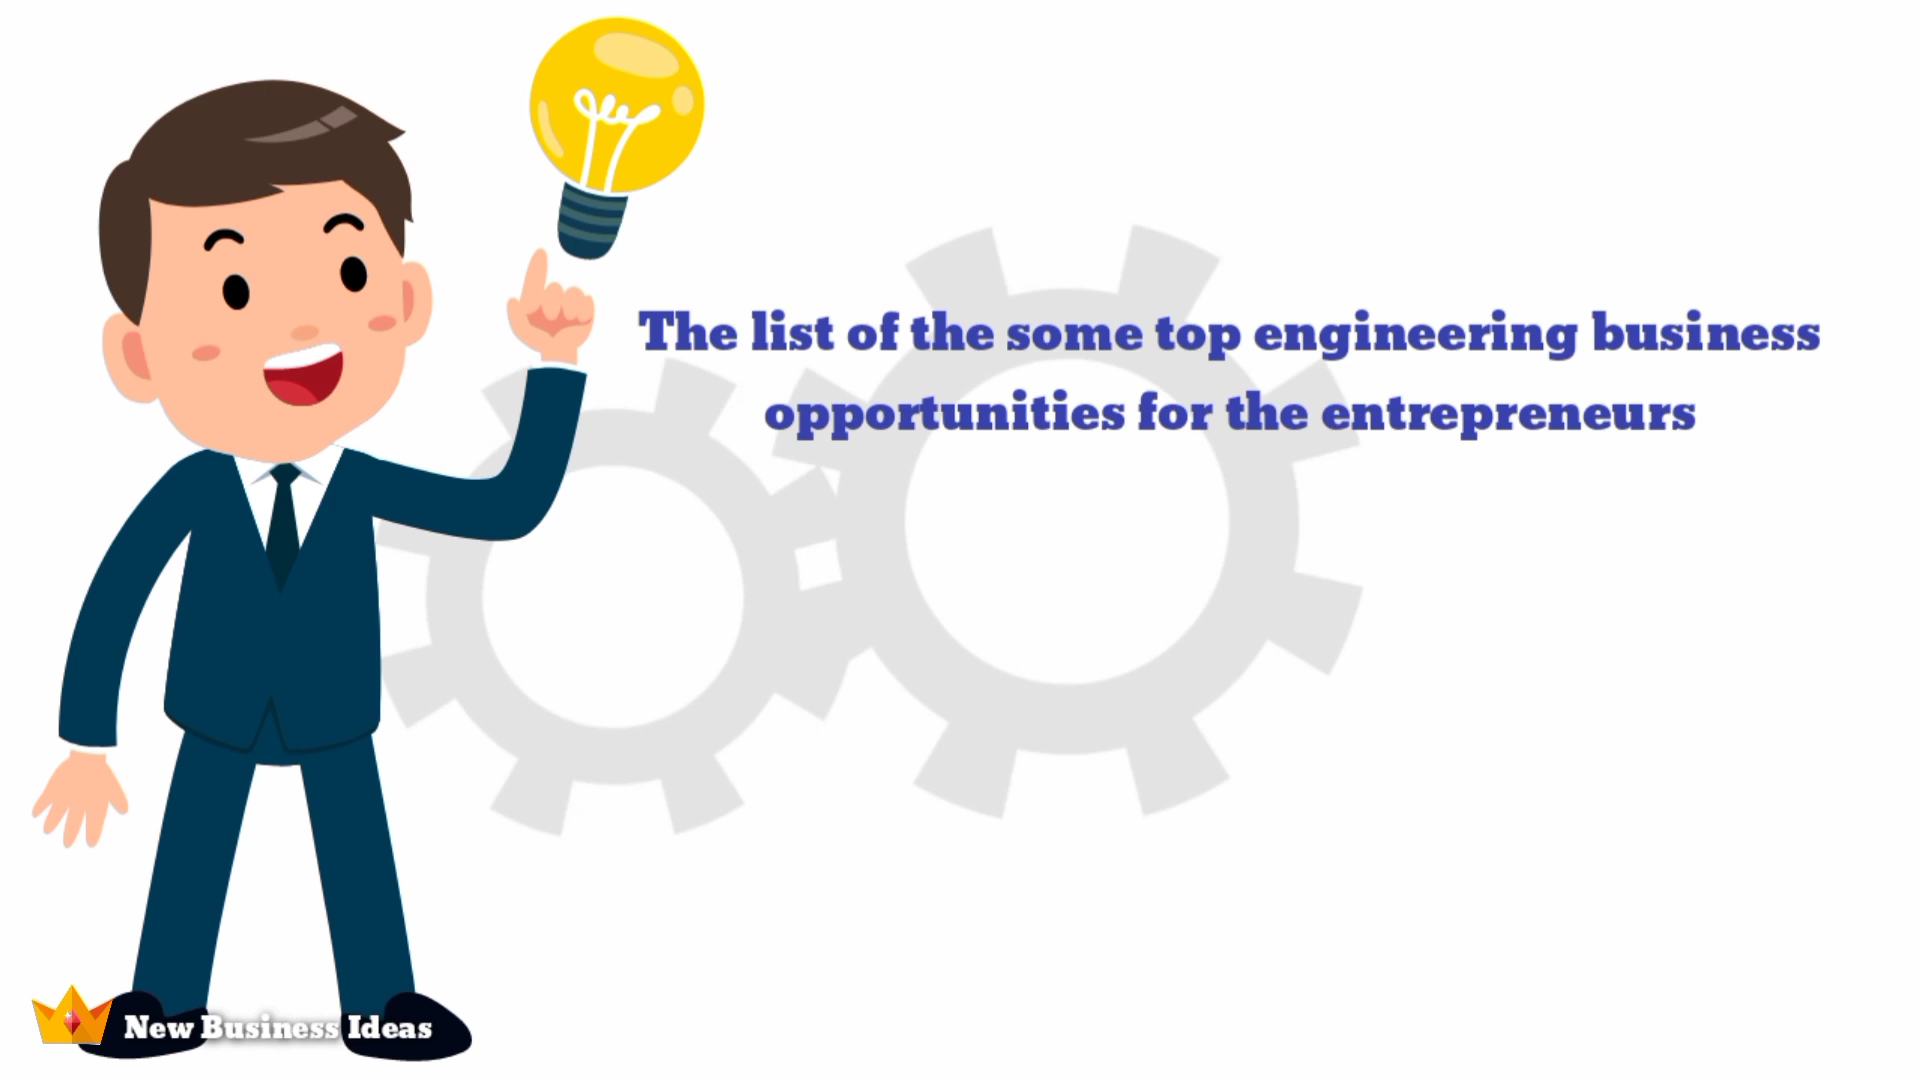 The list of the some top engineering business
opportunities for the entrepreneurs
New Business Ideas